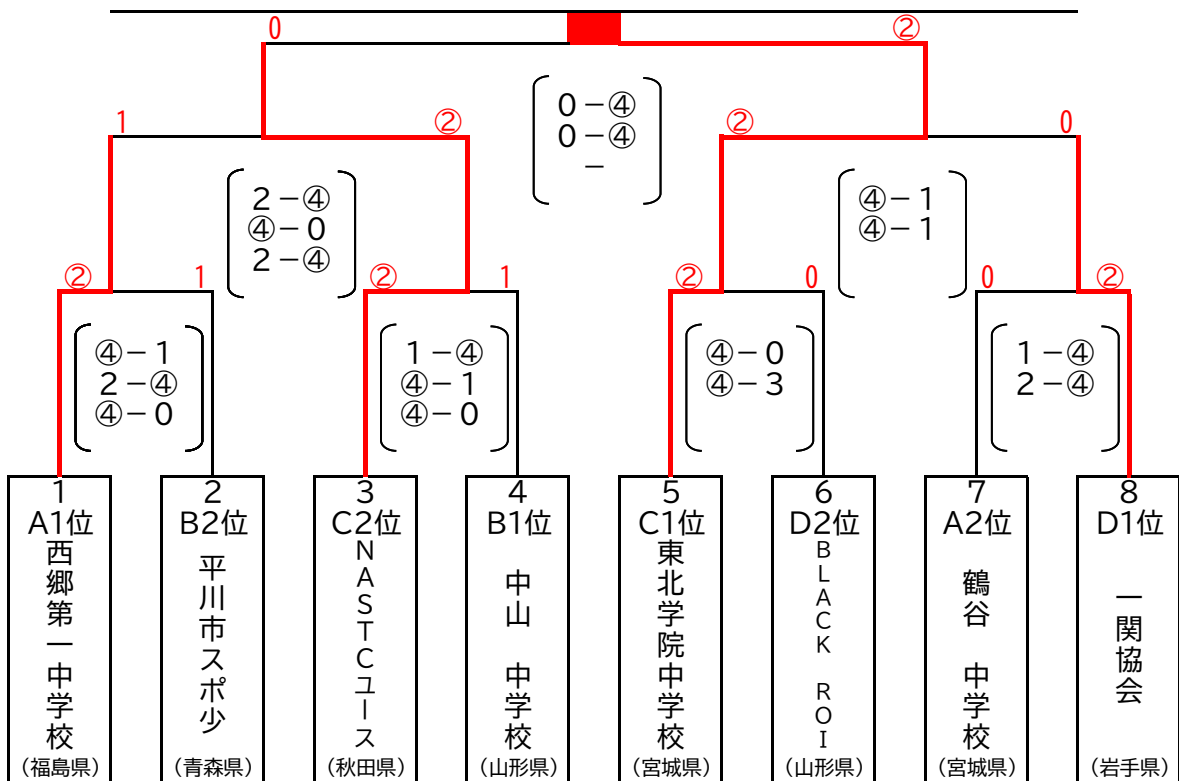 0 ②
0－④
0－④
－
1 ② ② 0
2－④
④－0
2－④
④－1
④－1
② 1 ② 1 ② 0 0 ②
④－1
2－④
④－0
1－④
④－1
④－0
④－0
④－3
1－④
2－④
1
A1位
西郷第一中学校
（福島県）
2
B2位
平川市スポ少
（青森県）
3
C2位
NASTCユース
（秋田県）
4
B1位
中山　中学校
（山形県）
5
C1位
東北学院中学校
（宮城県）
6
D2位
BLACK ROI
（山形県）
7
A2位
鶴谷　中学校
（宮城県）
8
D1位
一関協会
（岩手県）